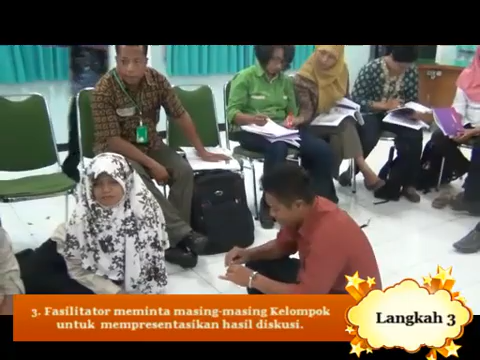 3. Fasilitator meminta masing-masing Kelompok
untuk mempresentasikan hasil diskusi.
Langkah 3